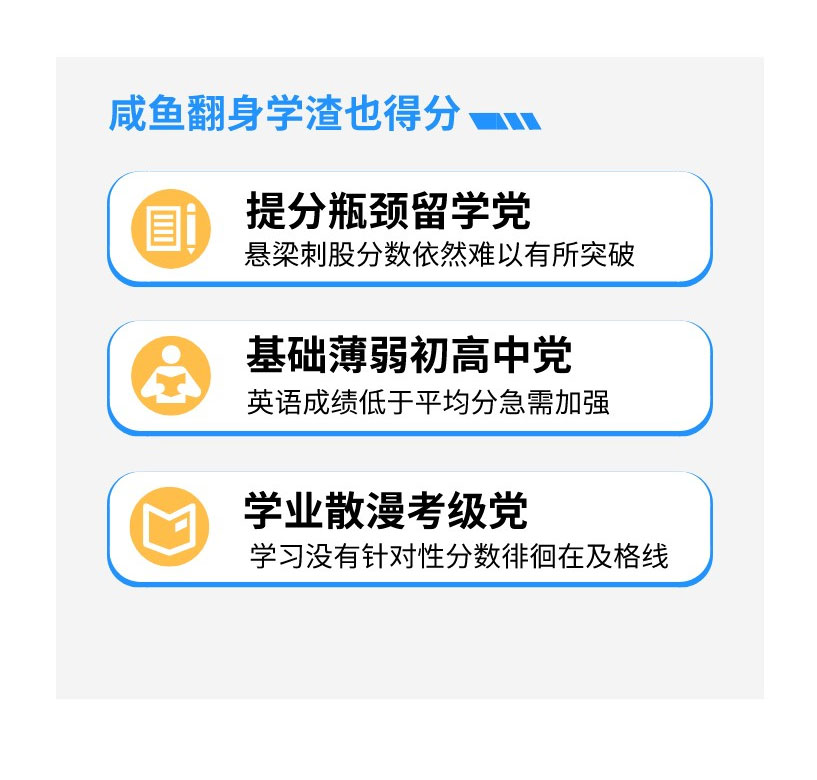 咸鱼翻身学渣也得分
提分瓶颈留学党
悬梁刺股分数依然难以有所突破
基础薄弱初高中党
英语成绩低于平均分急需加强
学业散漫考级党
学习没有针对性分数徘徊在及格线